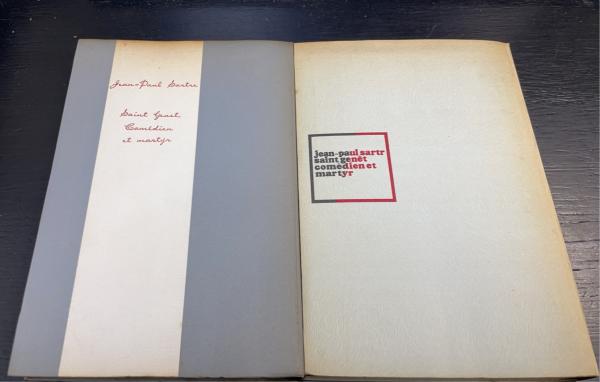 Jean-Paul Sartre
Saint Genet,
Comédien
et martyr
jean-paul sartr
saint genêt
comédien et
martyr